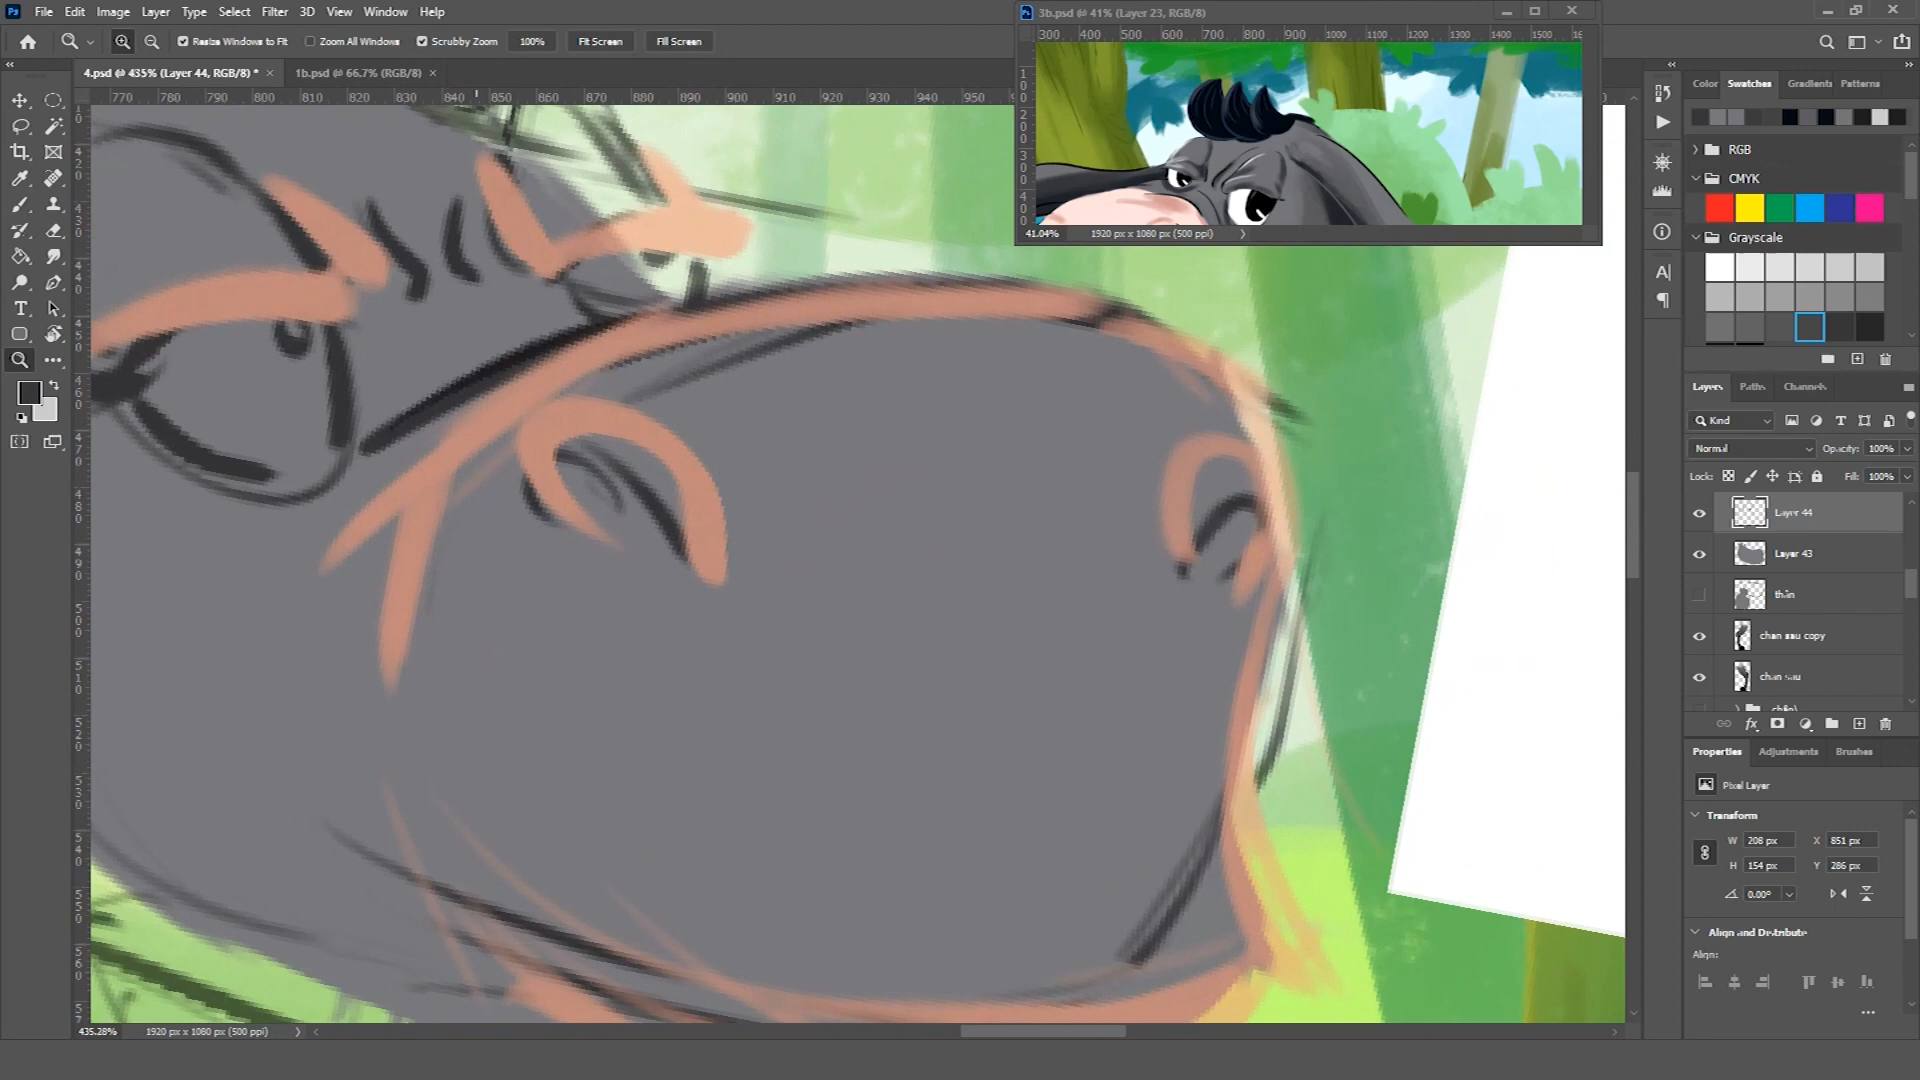 File Edit Image Layer Type Select Filter 3D View Window Help
3b.psd @ 41% (Layer 23, RGB/8)
Resize Windows to Fit Zoom All Windows Scrubby Zoom 100% Fit Screen Fill Screen
4.psd @ 435% (Layer 44, RGB/8) * 1b.psd @ 66.7% (RGB/8)
300 400 500 600 700 800 900 1000 1100 1200 1300 1400 1500
770 780 790 800 810 820 830 840 850 860 870 880 890 900 910 920 930 940 950
41.04% 1920 px x 1080 px (500 ppi)
Color Swatches Gradients Patterns
RGB
CMYK
Grayscale
Layers Paths Channels
Kind
Normal Opacity: 100%
Lock: Fill: 100%
Layer 44
Layer 43
thân
chan sau copy
chan sau
Properties Adjustments Brushes
Pixel Layer
Transform
W 208 px X 851 px
H 154 px Y 286 px
0.00°
Align and Distribute
Align:
435.28% 1920 px x 1080 px (500 ppi)